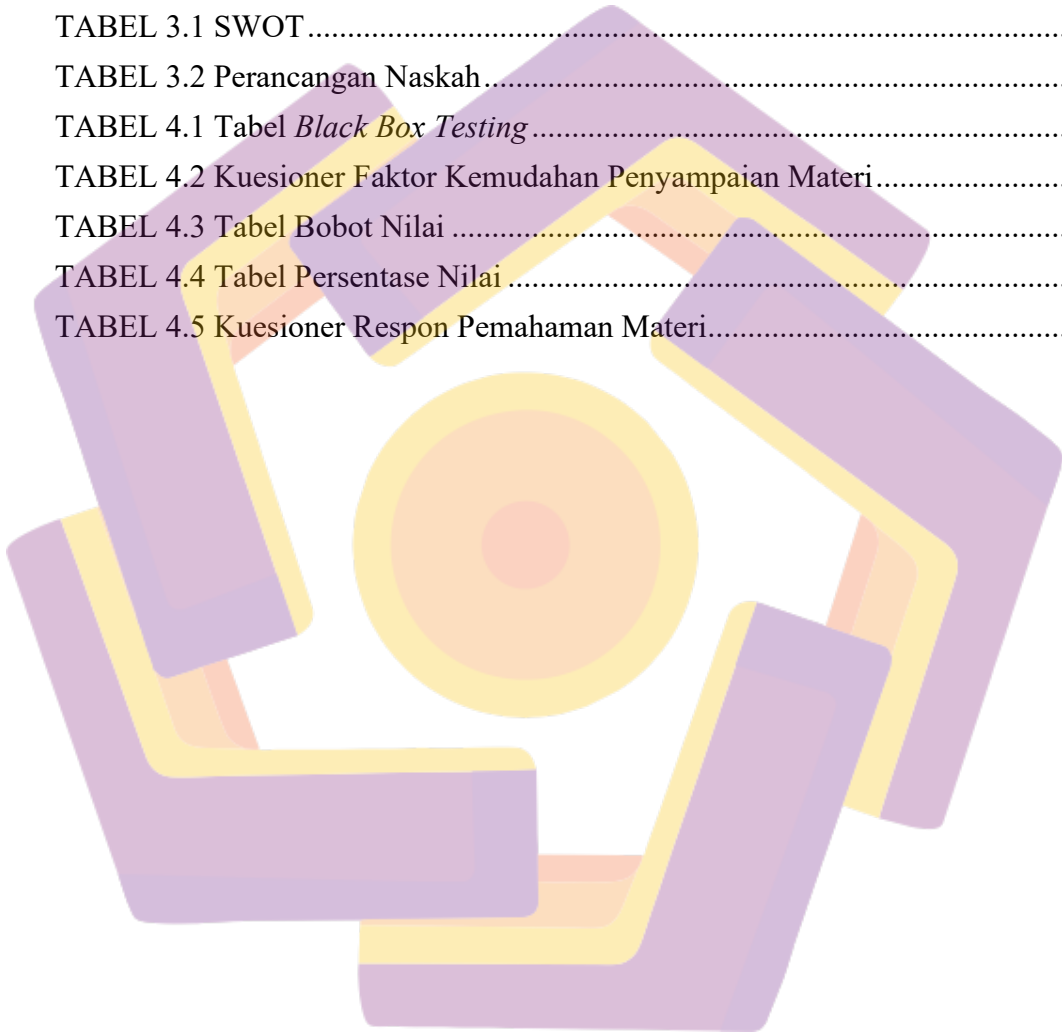 TABEL 3.1 SWOT ........................................................................................
TABEL 3.2 Perancangan Naskah ....................................................................
TABEL 4.1 Tabel Black Box Testing ..............................................................
TABEL 4.2 Kuesioner Faktor Kemudahan Penyampaian Materi ........................
TABEL 4.3 Tabel Bobot Nilai ........................................................................
TABEL 4.4 Tabel Persentase Nilai .................................................................
TABEL 4.5 Kuesioner Respon Pemahaman Materi ...........................................